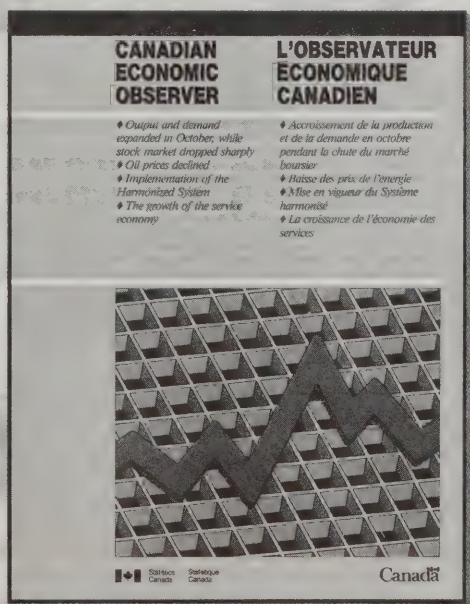 CANADIAN
ECONOMIC
OBSERVER
♦ Output and demand
expanded in October, while
stock market dropped sharply
♦ Oil prices declined
♦ Implementation of the
Harmonized System
♦ The growth of the service
economy
L'OBSERVATEUR
ÉCONOMIQUE
CANADIEN
♦ Accroissement de la production
et de la demande en octobre
pendant la chute du marché
boursier
♦ Baisse des prix de l'énergie
♦ Mise en vigueur du Système
harmonisé
♦ La croissance de l'économie des
services
Statistics Statistique
Canada Canada
Canada